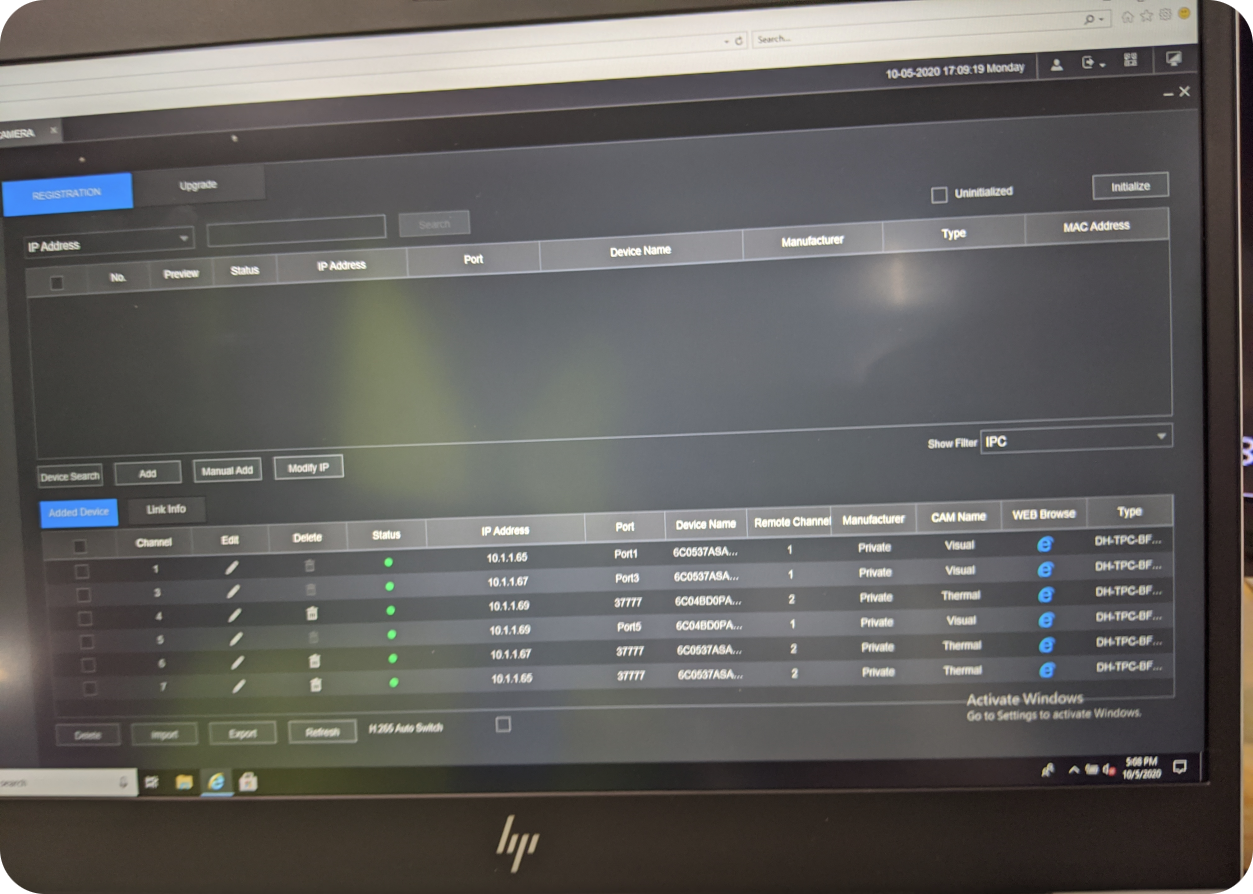 Search...
10-05-2020 17:09:19 Monday
AMERA ×
REGISTRATION Upgrade
Uninitialized Initialize
IP Address Search
No. Preview Status IP Address Port Device Name Manufacturer Type MAC Address
Show Filter IPC
Device Search Add Manual Add Modify IP
Added Device Link Info
Channel Edit Delete Status IP Address Port Device Name Remote Channel Manufacturer CAM Name WEB Browse Type
1 10.1.1.65 Port1 6C0537ASA... 1 Private Visual DH-TPC-BF...
3 10.1.1.67 Port3 6C0537ASA... 1 Private Visual DH-TPC-BF...
4 10.1.1.69 37777 6C04BD0PA... 2 Private Thermal DH-TPC-BF...
5 10.1.1.69 Port5 6C04BD0PA... 1 Private Visual DH-TPC-BF...
6 10.1.1.67 37777 6C0537ASA... 2 Private Thermal DH-TPC-BF...
7 10.1.1.65 37777 6C0537ASA... 2 Private Thermal DH-TPC-BF...
Activate Windows
Go to Settings to activate Windows.
Delete Import Export Refresh H.265 Auto Switch
search
5:08 PM
10/5/2020
hp